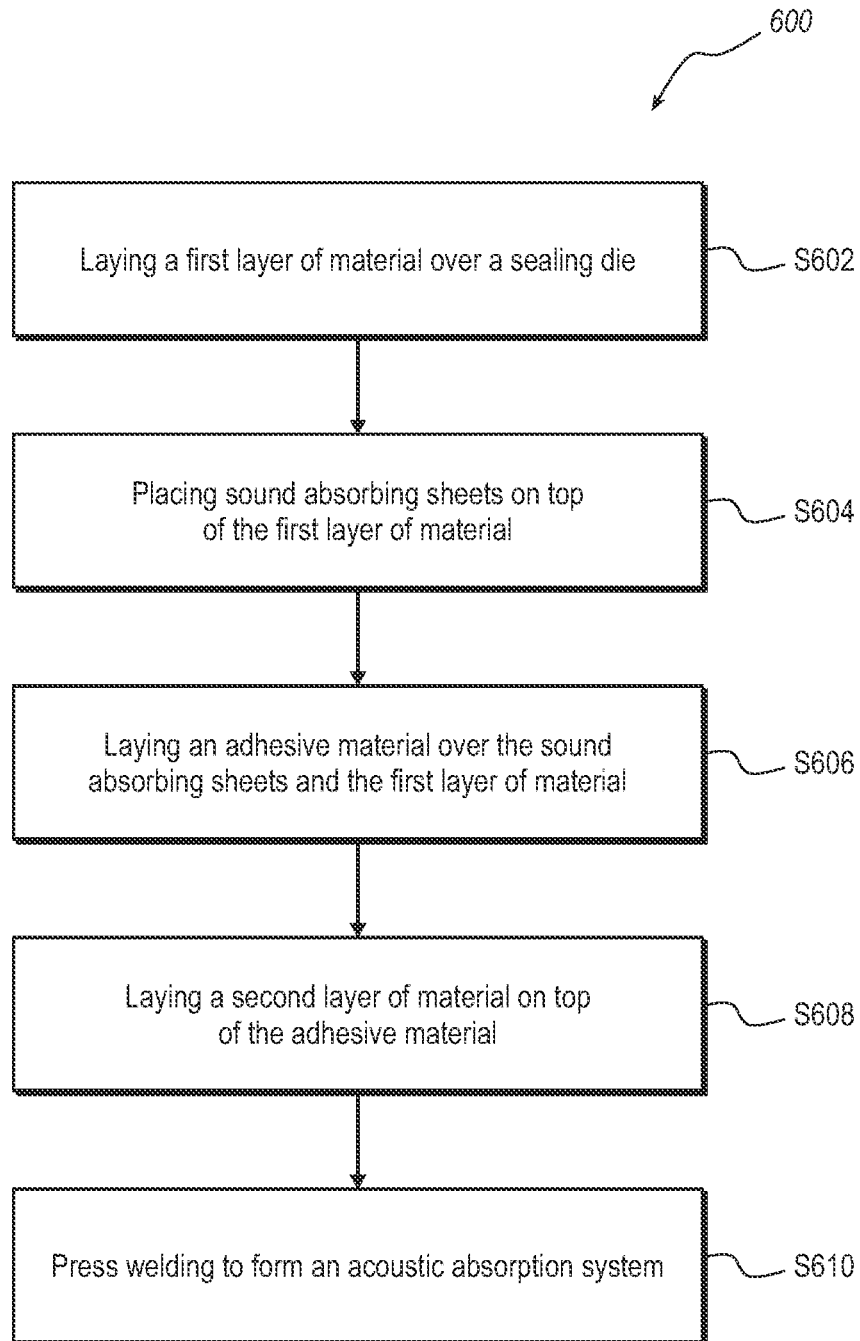 600
Laying a first layer of material over a sealing die
S602
Placing sound absorbing sheets on top
of the first layer of material
S604
Laying an adhesive material over the sound
absorbing sheets and the first layer of material
S606
Laying a second layer of material on top
of the adhesive material
S608
Press welding to form an acoustic absorption system
S610